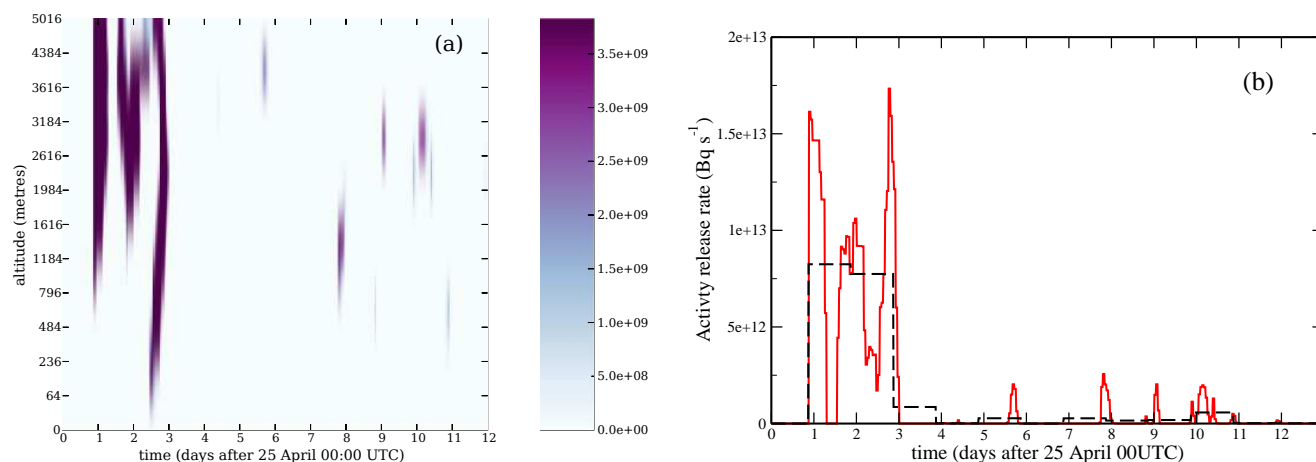 (a)
5016
4384
3616
3184
2616
1984
1616
1184
796
484
236
64
0
altitude (metres)
0 1 2 3 4 5 6 7 8 9 10 11 12
time (days after 25 April 00:00 UTC)
3.5e+09
3.0e+09
2.5e+09
2.0e+09
1.5e+09
1.0e+09
5.0e+08
0.0e+00
(b)
2e+13
1.5e+13
1e+13
5e+12
0
Activty release rate (Bq s⁻¹)
0 1 2 3 4 5 6 7 8 9 10 11 12
time (days after 25 April 00UTC)